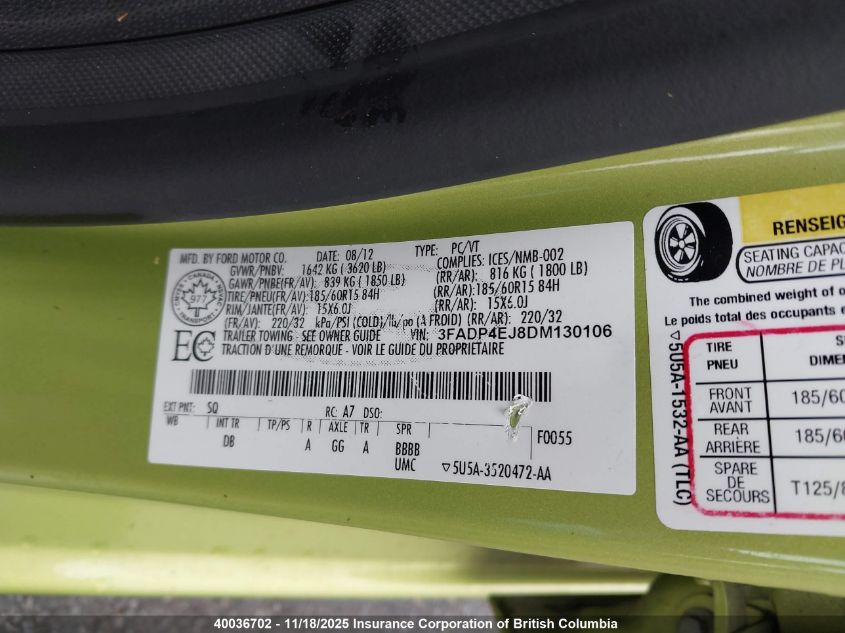 MFD. BY FORD MOTOR CO. DATE: 08/12 TYPE: PC/VT
GVWR/PNBV: 1642 KG ( 3620 LB) COMPLIES: ICES/NMB-002
GAWR/PNBE(FR/AV): 839 KG ( 1850 LB) (RR/AR): 816 KG ( 1800 LB)
TIRE/PNEU(FR/AV): 185/60R15 84H (RR/AR): 185/60R15 84H
RIM/JANTE(FR/AV): 15X6.0J (RR/AR): 15X6.0J
(FR/AV): 220/32 kPa/PSI (COLD)/lb/po (À FROID) (RR/AR): 220/32
TRAILER TOWING - SEE OWNER GUIDE VIN: 3FADP4EJ8DM130106
TRACTION D'UNE REMORQUE - VOIR LE GUIDE DU PROPRIETAIRE
CANADA
977
TRANSPORT
EC
EXT PNT: SQ RC: A7 DSO:
WB INT TR TP/PS R AXLE TR SPR F0055
DB A GG A BBBB
UMC ▽5U5A-3520472-AA
RENSEIG
SEATING CAPAC
NOMBRE DE PL
The combined weight of o
Le poids total des occupants e
▽5U5A-1532-AA (TLC)
TIRE
PNEU
DIMEN
FRONT
AVANT
185/60
REAR
ARRIÈRE
185/60
SPARE
DE
SECOURS
T125/8
40036702 - 11/18/2025 Insurance Corporation of British Columbia